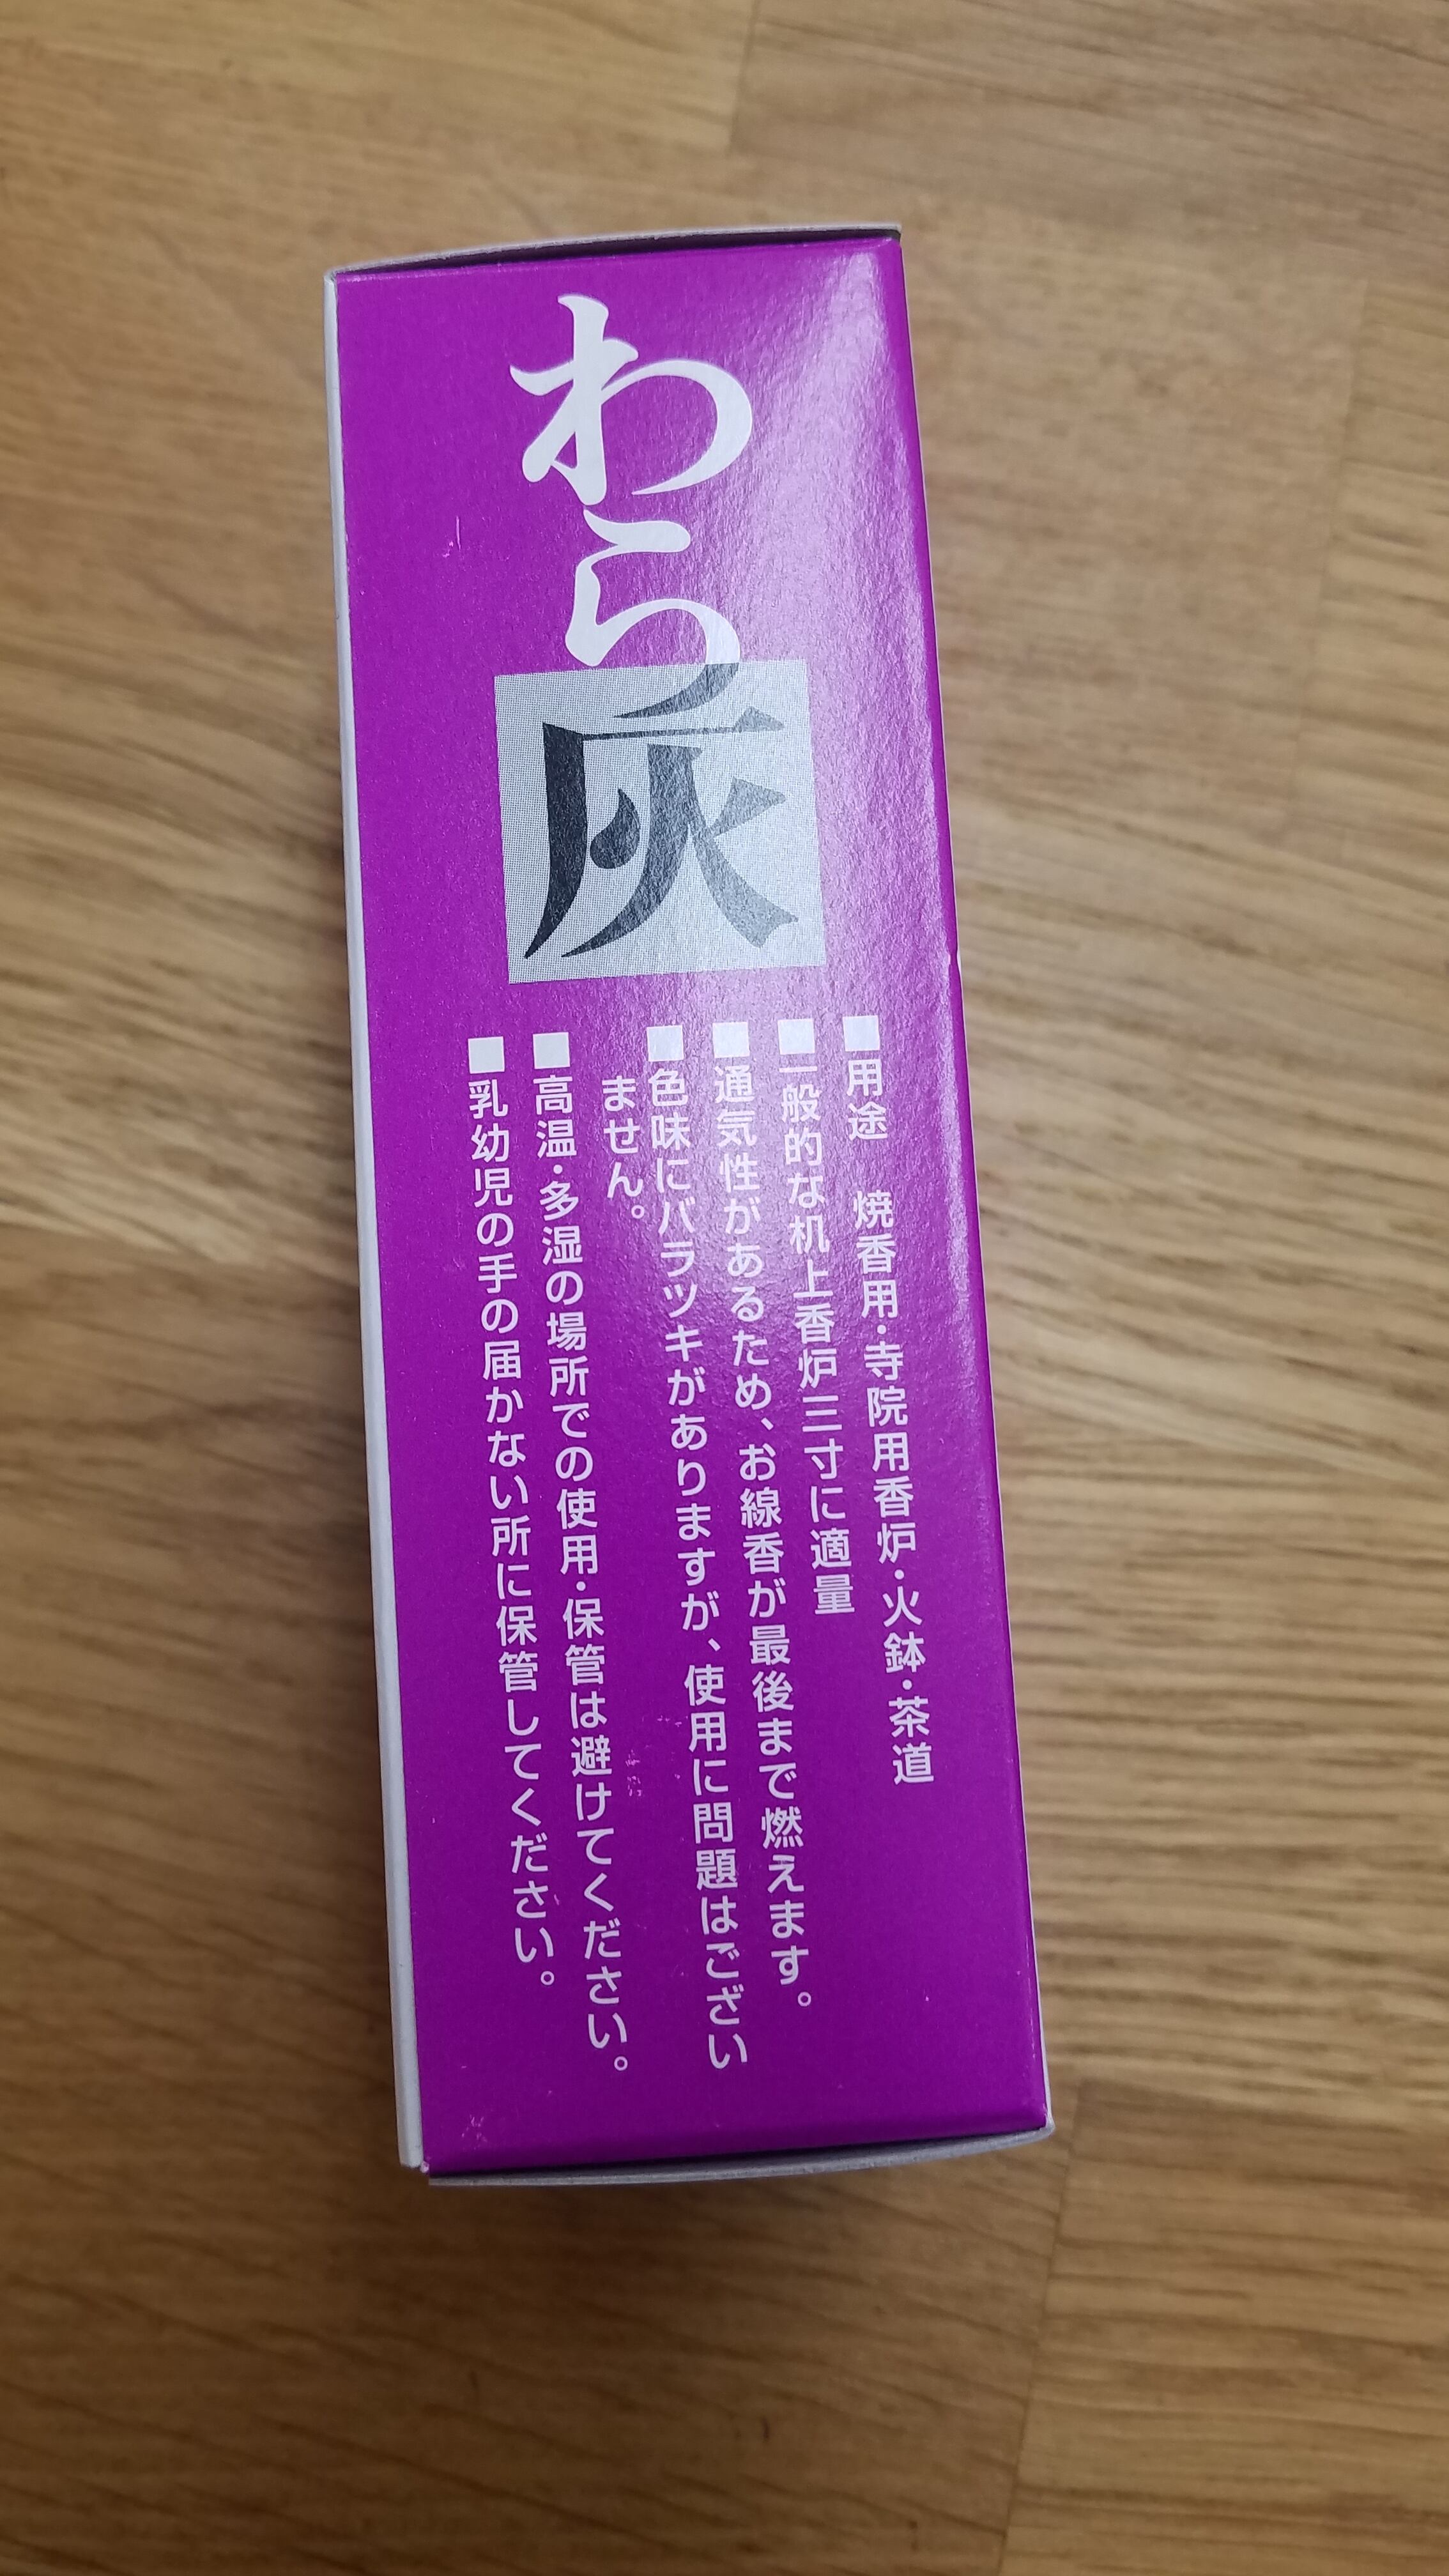 わら灰
■用途　焼香用・寺院用香炉・火鉢・茶道
■一般的な机上香炉三寸に適量
■通気性があるため、お線香が最後まで燃えます。
■色味にバラツキがありますが、使用に問題はござい
ません。
■高温・多湿の場所での使用・保管は避けてください。
■乳幼児の手の届かない所に保管してください。